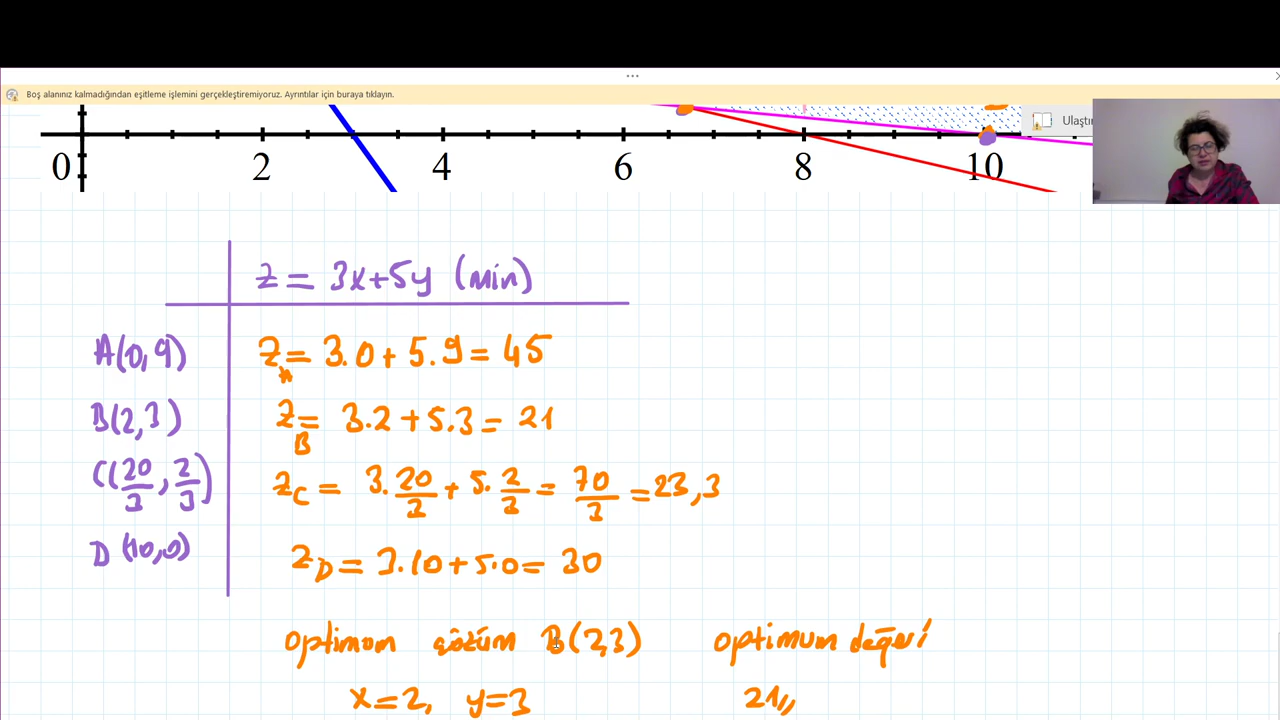 Boş alanınız kalmadığından eşitleme işlemini gerçekleştiremiyoruz. Ayrıntılar için buraya tıklayın.
Ulaştır
0 2 4 6 8 10
Z = 3x+5y (min)
A(0,9) Z_A = 3.0 + 5.9 = 45
B(2,3) Z_B = 3.2 + 5.3 = 21
C(20/3, 2/3) Z_C = 3.20/3 + 5.2/3 = 70/3 = 23,3
D(10,0) Z_D = 3.10 + 5.0 = 30
optimum çözüm B(2,3) optimum değeri
x=2, y=3 21,,